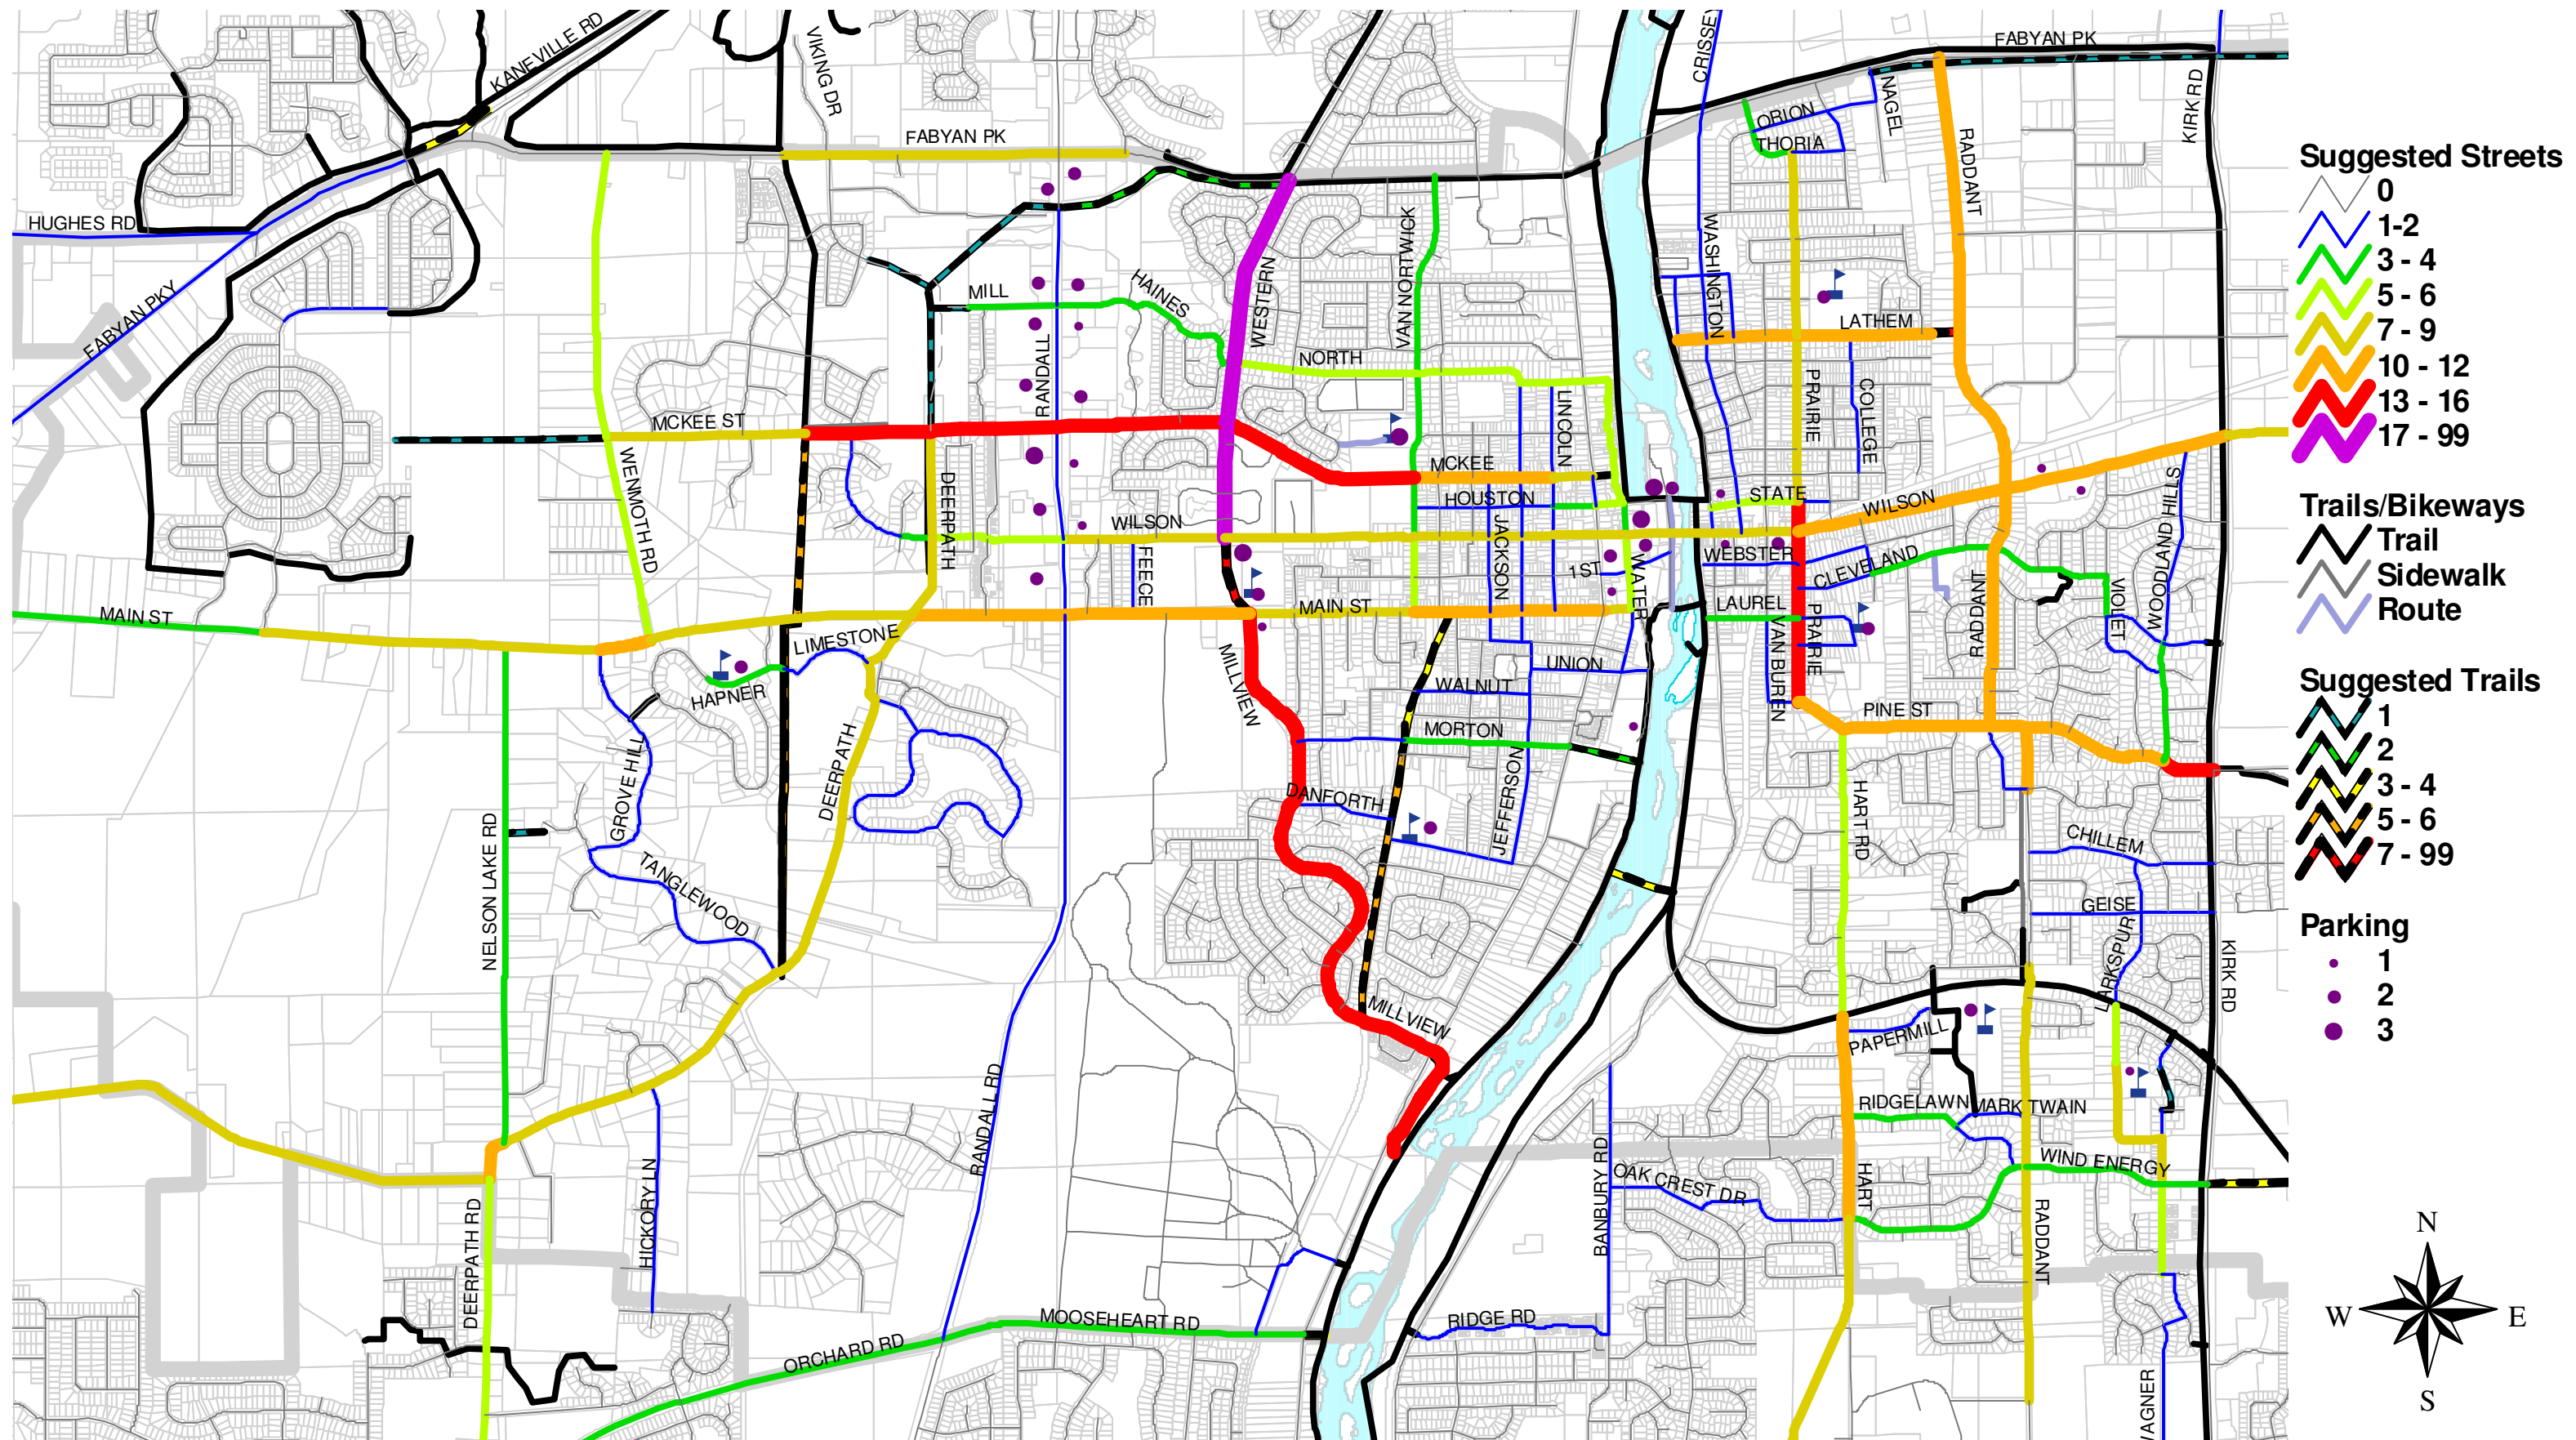 FABYAN PK
KANEVILLE RD
VIKING DR
CRISSEY
FABYAN PK
NAGEL
ORION
THORIA
KIRK RD
RADDANT
HUGHES RD
FABYAN PKY
MILL
HAINES
WESTERN
VAN NORTWICK
WASHINGTON
LATHEM
RANDALL
NORTH
PRAIRIE
COLLEGE
LINCOLN
MCKEE ST
WENMOTH RD
DEERPATH
MCKEE
HOUSTON
STATE
WILSON
WILSON
WOODLAND HILLS
JACKSON
FEECE
1ST
WATER
WEBSTER
CLEVELAND
MAIN ST
MAIN ST
LAUREL
VAN BUREN
PRAIRIE
RADDANT
VIOLET
LIMESTONE
HAPNER
MILLVIEW
UNION
WALNUT
MORTON
PINE ST
GROVE HILL
DEERPATH
DANFORTH
JEFFERSON
HART RD
CHILLEM
NELSON LAKE RD
TANGLEWOOD
GEISE
LARKSPUR
KIRK RD
MILLVIEW
PAPERMILL
RANDALL RD
RIDGELAWN
MARK TWAIN
HICKORY LN
BANBURY RD
OAK CREST DR
HART
WIND ENERGY
DEERPATH RD
RADDANT
MOOSEHEART RD
ORCHARD RD
RIDGE RD
WAGNER
Suggested Streets
0
1-2
3 - 4
5 - 6
7 - 9
10 - 12
13 - 16
17 - 99
Trails/Bikeways
Trail
Sidewalk
Route
Suggested Trails
1
2
3 - 4
5 - 6
7 - 99
Parking
1
2
3
N
W
E
S